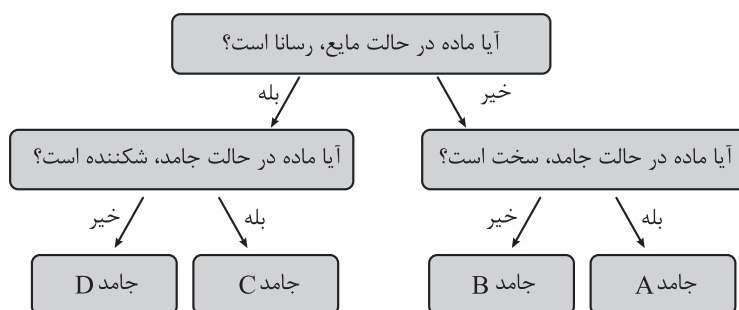 آیا ماده در حالت مایع، رسانا است؟
خیر
بله
آیا ماده در حالت جامد، سخت است؟
آیا ماده در حالت جامد، شکننده است؟
بله
خیر
بله
خیر
جامد A
جامد B
جامد C
جامد D